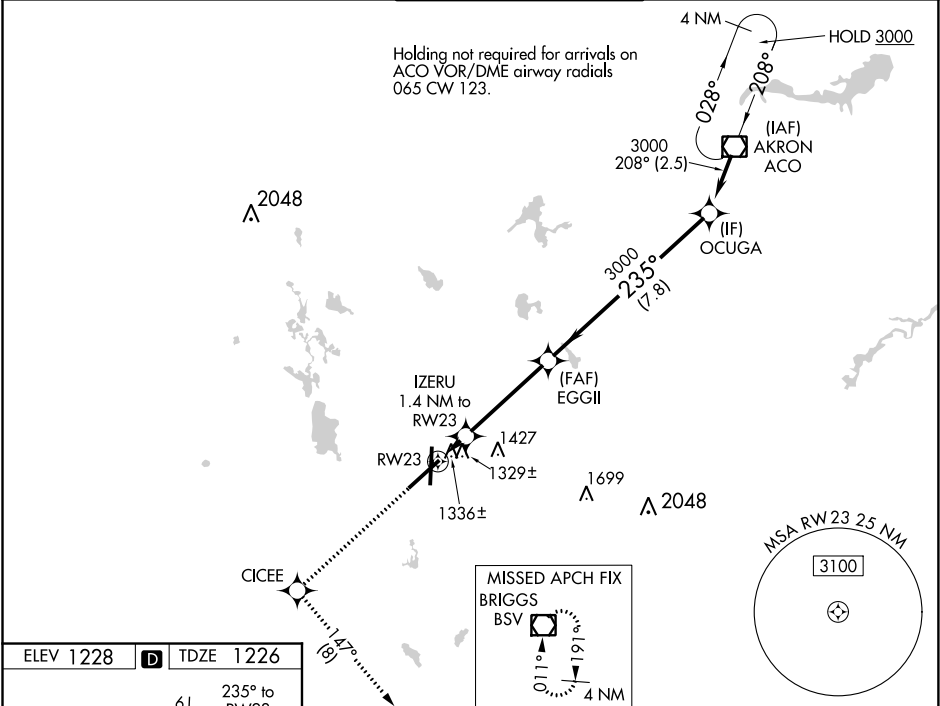 4 NM
HOLD 3000
Holding not required for arrivals on
ACO VOR/DME airway radials
065 CW 123.
028°
208°
(IAF)
AKRON
ACO
3000
208° (2.5)
2048
(IF)
OCUGA
3000
235°
(7.8)
(FAF)
EGGII
IZERU
1.4 NM to
RW23
1427
RW23
1329±
1336±
1699
2048
MSA RW23 25 NM
3100
CICEE
147°
(8)
MISSED APCH FIX
BRIGGS
BSV
011°
191°
4 NM
ELEV 1228 D TDZE 1226
235° to